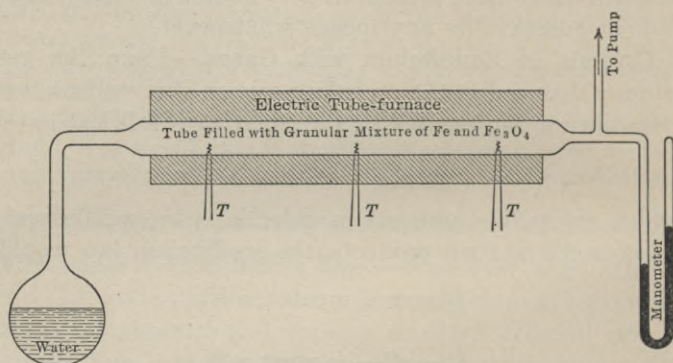 To Pump
Electric Tube-furnace
Tube Filled with Granular Mixture of Fe and Fe₃O₄
T T T
Manometer
Water